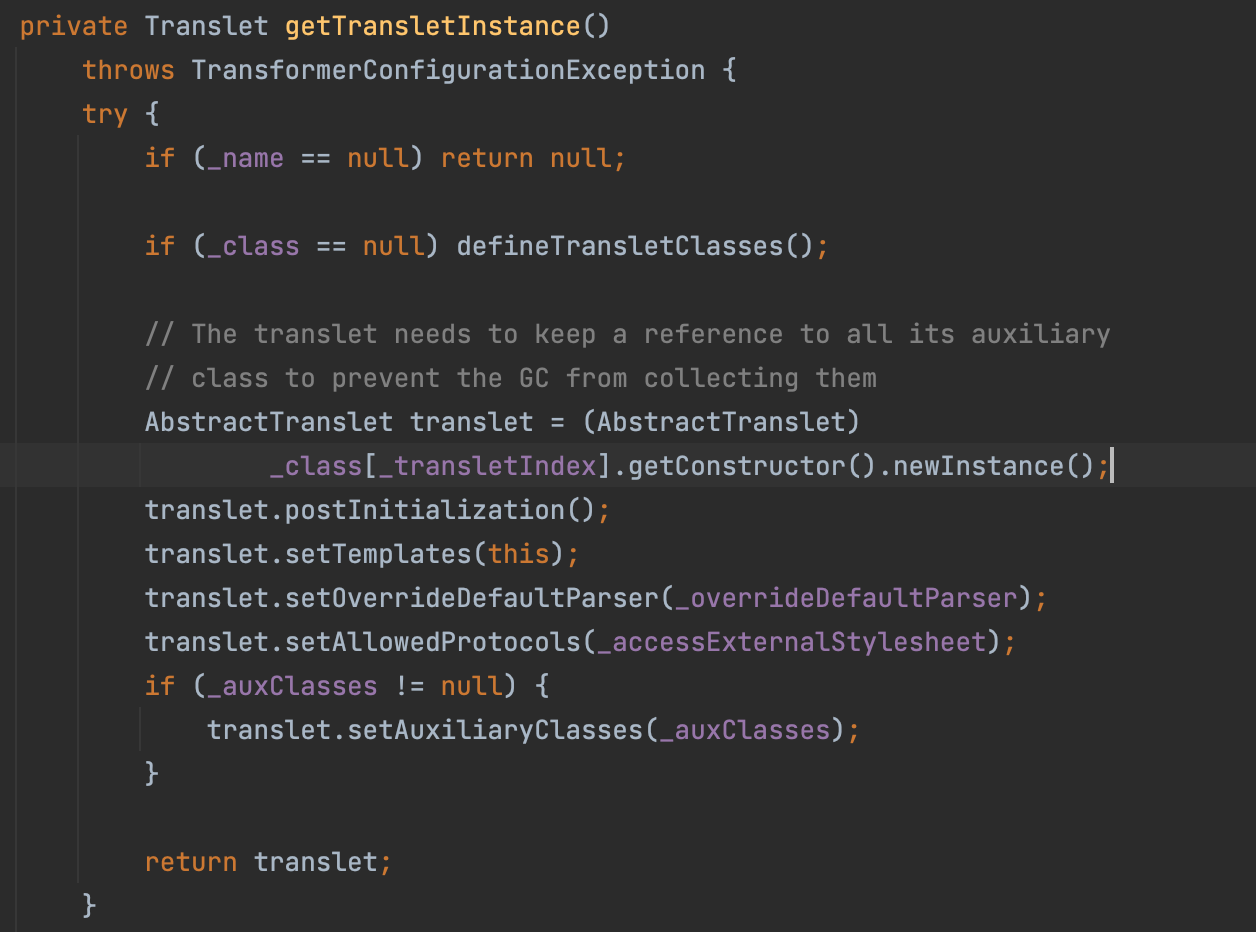 private Translet getTransletInstance()
throws TransformerConfigurationException {
try {
if (_name == null) return null;
if (_class == null) defineTransletClasses();
// The translet needs to keep a reference to all its auxiliary
// class to prevent the GC from collecting them
AbstractTranslet translet = (AbstractTranslet)
_class[_transletIndex].getConstructor().newInstance();
translet.postInitialization();
translet.setTemplates(this);
translet.setOverrideDefaultParser(_overrideDefaultParser);
translet.setAllowedProtocols(_accessExternalStylesheet);
if (_auxClasses != null) {
translet.setAuxiliaryClasses(_auxClasses);
}
return translet;
}